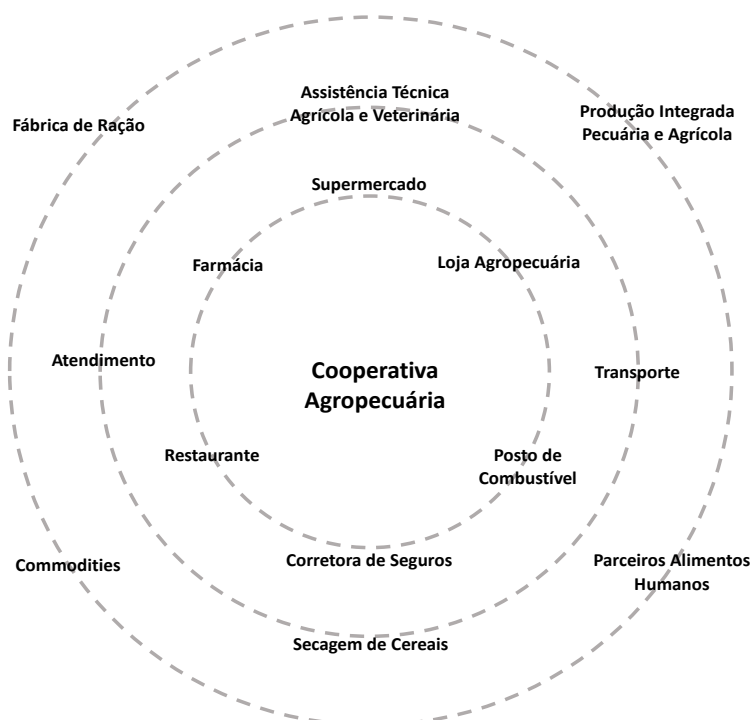 Assistência Técnica
Agrícola e Veterinária
Fábrica de Ração
Produção Integrada
Pecuária e Agrícola
Supermercado
Farmácia
Loja Agropecuária
Atendimento
Cooperativa
Agropecuária
Transporte
Restaurante
Posto de
Combustível
Commodities
Corretora de Seguros
Parceiros Alimentos
Humanos
Secagem de Cereais